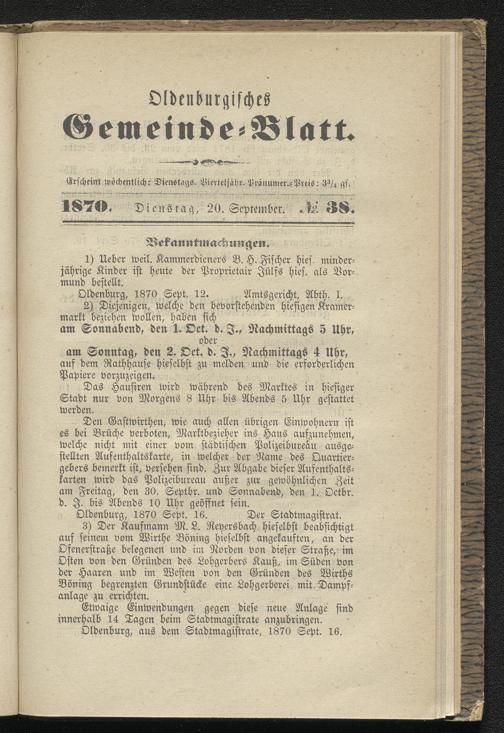 Oldenburgisches
Gemeinde-Blatt.
Erscheint wöchentlich: Dienstags. Vierteljähr. Pränumer.-Preis: 3¾ gs.
1870. Dienstag, 20. September. № 38.
Bekanntmachungen.
1) Ueber weil. Kammerdieners B. H. Fischer hies. minder-
jährige Kinder ist heute der Proprietair Jülfs hies. als Vor-
mund bestellt.
Oldenburg, 1870 Sept. 12. Amtsgericht, Abth. I.
2) Diejenigen, welche den bevorstehenden hiesigen Kramer-
markt beziehen wollen, haben sich
am Sonnabend, den 1. Oct. d. J., Nachmittags 5 Uhr,
oder
am Sonntag, den 2. Oct. d. J., Nachmittags 4 Uhr,
auf dem Rathhause hieselbst zu melden und die erforderlichen
Papiere vorzuzeigen.
Das Hausiren wird während des Marktes in hiesiger
Stadt nur von Morgens 8 Uhr bis Abends 5 Uhr gestattet
werden.
Den Gastwirthen, wie auch allen übrigen Einwohnern ist
es bei Brüche verboten, Marktbezieher ins Haus aufzunehmen,
welche nicht mit einer vom städtischen Polizeibureau ausge-
stellten Aufenthaltskarte, in welcher der Name des Quartier-
gebers bemerkt ist, versehen sind. Zur Abgabe dieser Aufenthalts-
karten wird das Polizeibureau außer zur gewöhnlichen Zeit
am Freitag, den 30. Septbr. und Sonnabend, den 1. Octbr.
d. J. bis Abends 10 Uhr geöffnet sein.
Oldenburg, 1870 Sept. 16. Der Stadtmagistrat.
3) Der Kaufmann M. L. Reyersbach hieselbst beabsichtigt
auf seinem vom Wirthe Böning hieselbst angekauften, an der
Ofenerstraße belegenen und im Norden von dieser Straße, im
Osten von den Gründen des Lohgerbers Kauß, im Süden von
der Haaren und im Westen von den Gründen des Wirths
Böning begrenzten Grundstücke eine Lohgerberei mit Dampf-
anlage zu errichten.
Etwaige Einwendungen gegen diese neue Anlage sind
innerhalb 14 Tagen beim Stadtmagistrate anzubringen.
Oldenburg, aus dem Stadtmagistrate, 1870 Sept. 16.